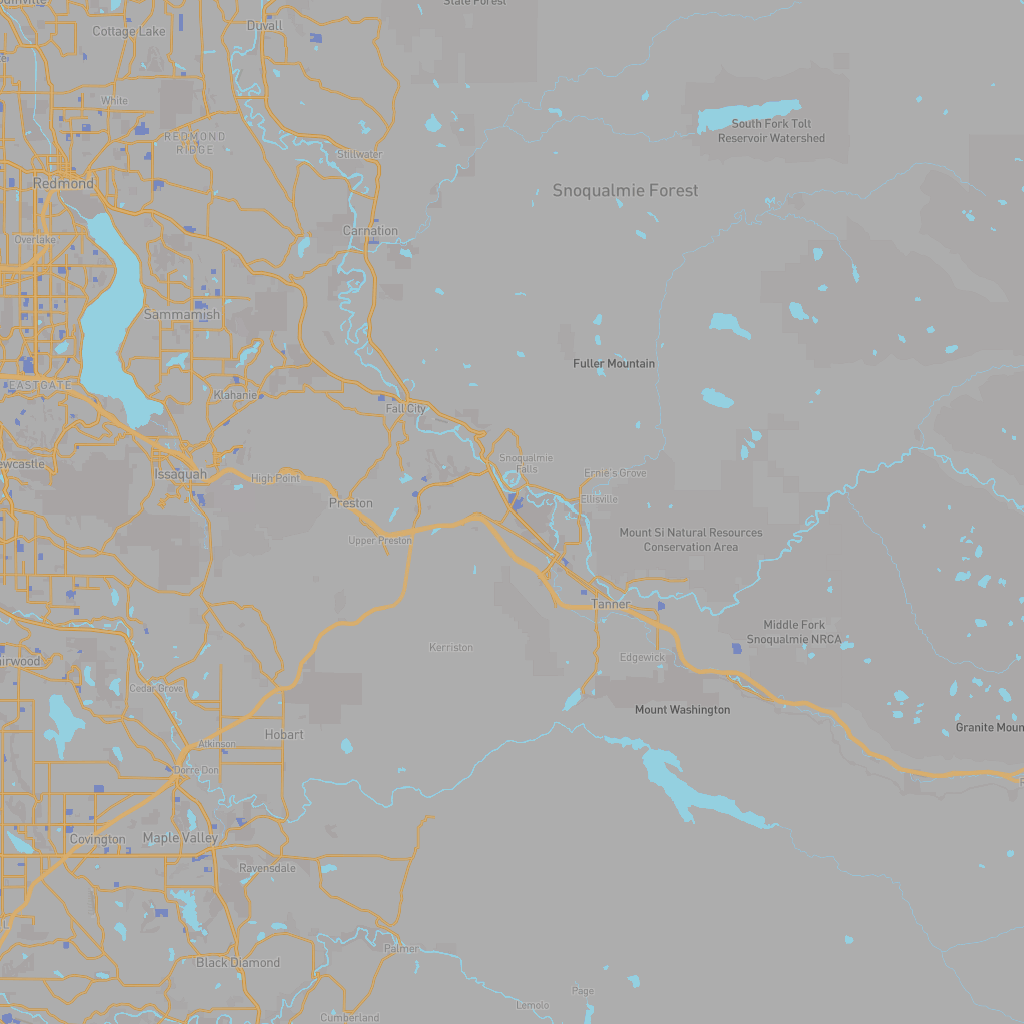 State Forest
Duvall
Cottage Lake
White
REDMOND
RIDGE
South Fork Tolt
Reservoir Watershed
Stillwater
Redmond
Snoqualmie Forest
Carnation
Overlake
Sammamish
Fuller Mountain
EASTGATE
Klahanie
Fall City
Snoqualmie
Falls
Issaquah
High Point
Ernie's Grove
Ellisville
Preston
Upper Preston
Mount Si Natural Resources
Conservation Area
Tanner
Middle Fork
Snoqualmie NRCA
Kerriston
Edgewick
Cedar Grove
Mount Washington
Granite Moun
Hobart
Atkinson
Dorre Don
Covington
Maple Valley
Ravensdale
Palmer
Black Diamond
Page
Lemolo
Cumberland